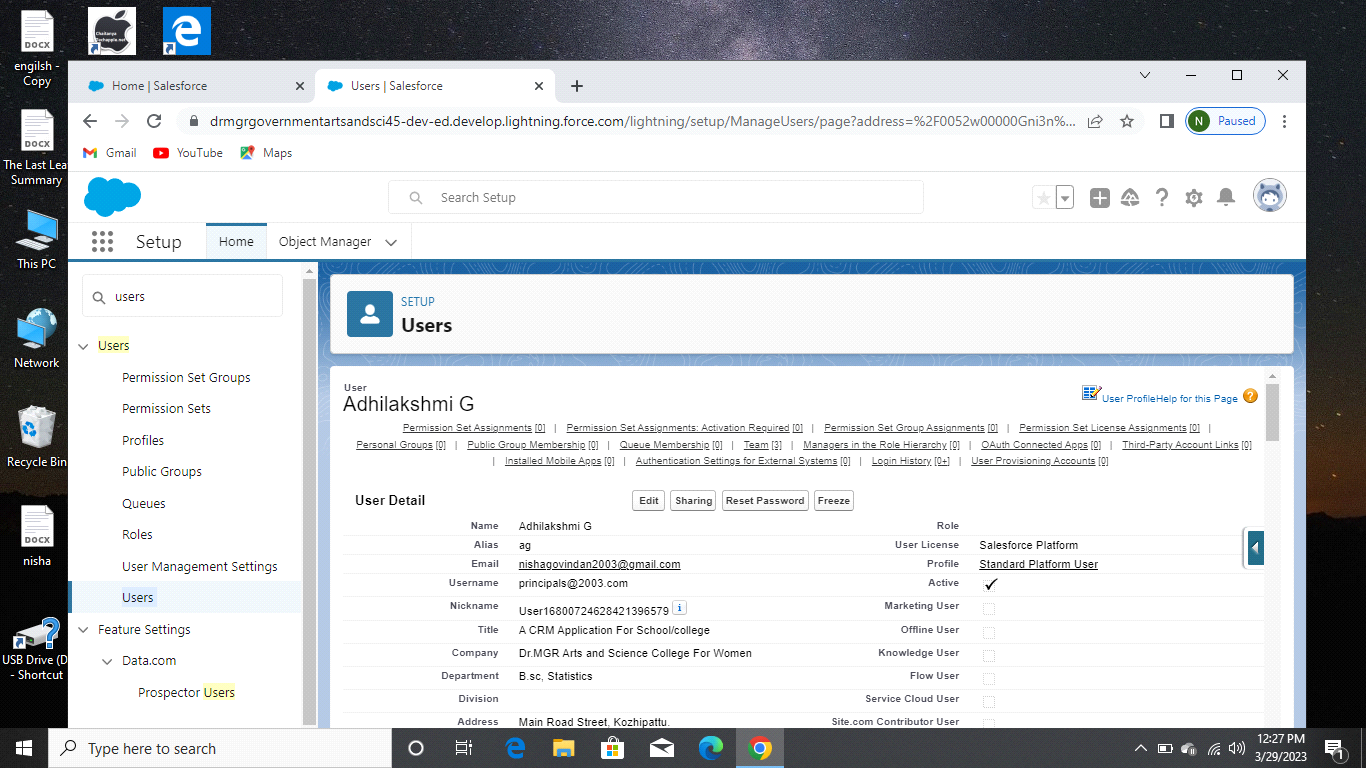 Chaitanya
Techapple.net
DOCX
engilsh -
Copy
DOCX
The Last Lea
Summary
This PC
Network
Recycle Bin
DOCX
nisha
USB Drive (D
- Shortcut
Home | Salesforce
Users | Salesforce
drmgrgovernmentartsandsci45-dev-ed.develop.lightning.force.com/lightning/setup/ManageUsers/page?address=%2F0052w00000Gni3n%...
N Paused
Gmail YouTube Maps
Search Setup
Setup Home Object Manager
users
Users
Permission Set Groups
Permission Sets
Profiles
Public Groups
Queues
Roles
User Management Settings
Users
Feature Settings
Data.com
Prospector Users
SETUP
Users
User
Adhilakshmi G
User ProfileHelp for this Page ?
Permission Set Assignments [0] | Permission Set Assignments: Activation Required [0] | Permission Set Group Assignments [0] | Permission Set License Assignments [0] |
Personal Groups [0] | Public Group Membership [0] | Queue Membership [0] | Team [3] | Managers in the Role Hierarchy [0] | OAuth Connected Apps [0] | Third-Party Account Links [0]
| Installed Mobile Apps [0] | Authentication Settings for External Systems [0] | Login History [0+] | User Provisioning Accounts [0]
User Detail Edit Sharing Reset Password Freeze
Name Adhilakshmi G Role
Alias ag User License Salesforce Platform
Email nishagovindan2003@gmail.com Profile Standard Platform User
Username principals@2003.com Active
Nickname User16800724628421396579 i Marketing User
Title A CRM Application For School/college Offline User
Company Dr.MGR Arts and Science College For Women Knowledge User
Department B.sc, Statistics Flow User
Division Service Cloud User
Address Main Road Street, Kozhipattu. Site.com Contributor User
Type here to search
12:27 PM
3/29/2023
1